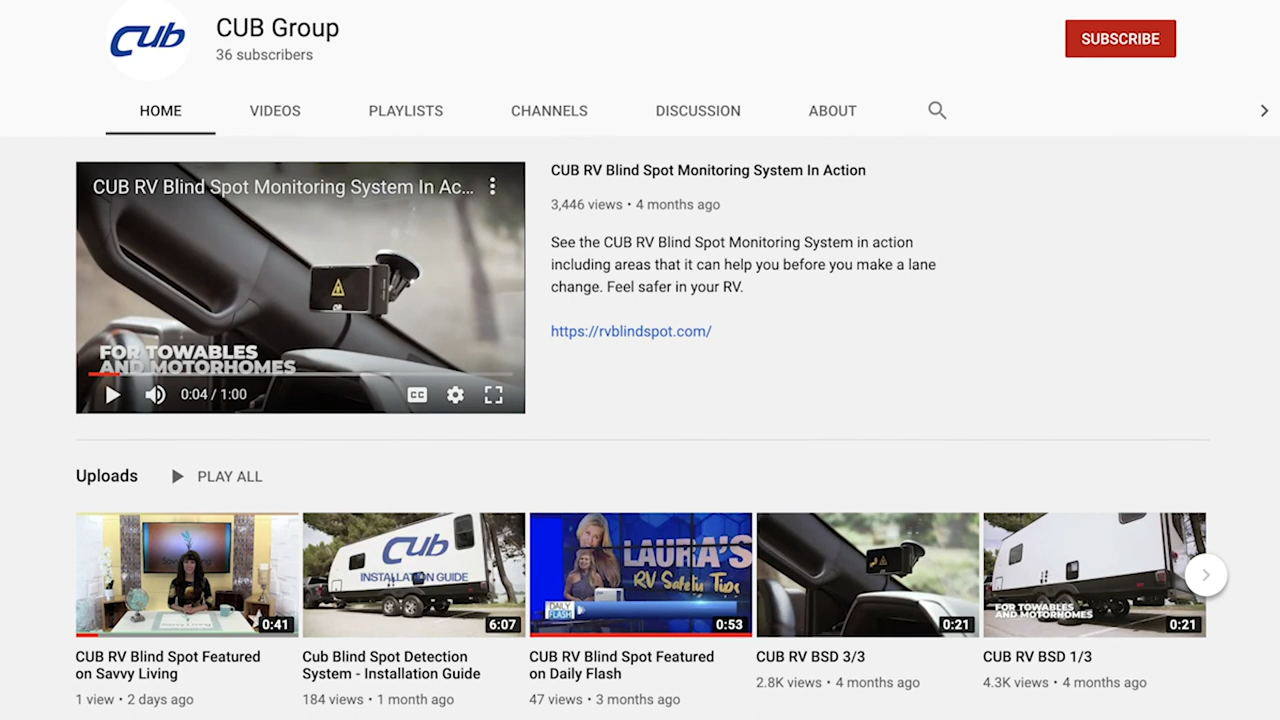 Cub
CUB Group
36 subscribers
SUBSCRIBE
HOME VIDEOS PLAYLISTS CHANNELS DISCUSSION ABOUT
CUB RV Blind Spot Monitoring System In Ac...
FOR TOWABLES
AND MOTORHOMES
0:04 / 1:00
CC
CUB RV Blind Spot Monitoring System In Action
3,446 views • 4 months ago
See the CUB RV Blind Spot Monitoring System in action
including areas that it can help you before you make a lane
change. Feel safer in your RV.
https://rvblindspot.com/
Uploads PLAY ALL
0:41
CUB RV Blind Spot Featured
on Savvy Living
1 view • 2 days ago
Cub
INSTALLATION GUIDE
6:07
Cub Blind Spot Detection
System - Installation Guide
184 views • 1 month ago
LAURA'S
RV Safety Tips
DAILY
FLASH
0:53
CUB RV Blind Spot Featured
on Daily Flash
47 views • 3 months ago
0:21
CUB RV BSD 3/3
2.8K views • 4 months ago
FOR TOWABLES
AND MOTORHOMES
0:21
CUB RV BSD 1/3
4.3K views • 4 months ago